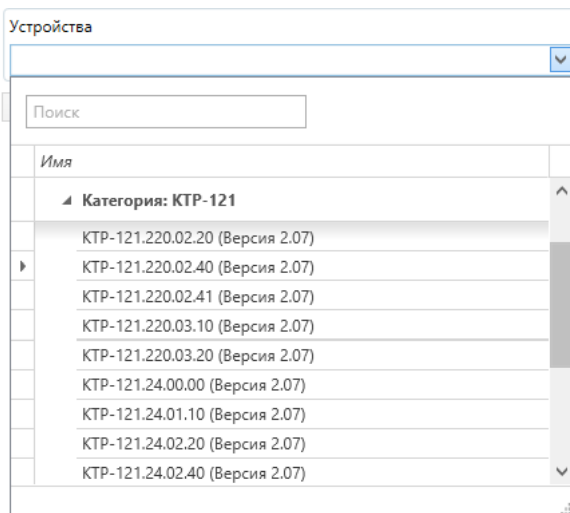 Устройства
Поиск
Имя
Категория: КТР-121
КТР-121.220.02.20 (Версия 2.07)
КТР-121.220.02.40 (Версия 2.07)
КТР-121.220.02.41 (Версия 2.07)
КТР-121.220.03.10 (Версия 2.07)
КТР-121.220.03.20 (Версия 2.07)
КТР-121.24.00.00 (Версия 2.07)
КТР-121.24.01.10 (Версия 2.07)
КТР-121.24.02.20 (Версия 2.07)
КТР-121.24.02.40 (Версия 2.07)